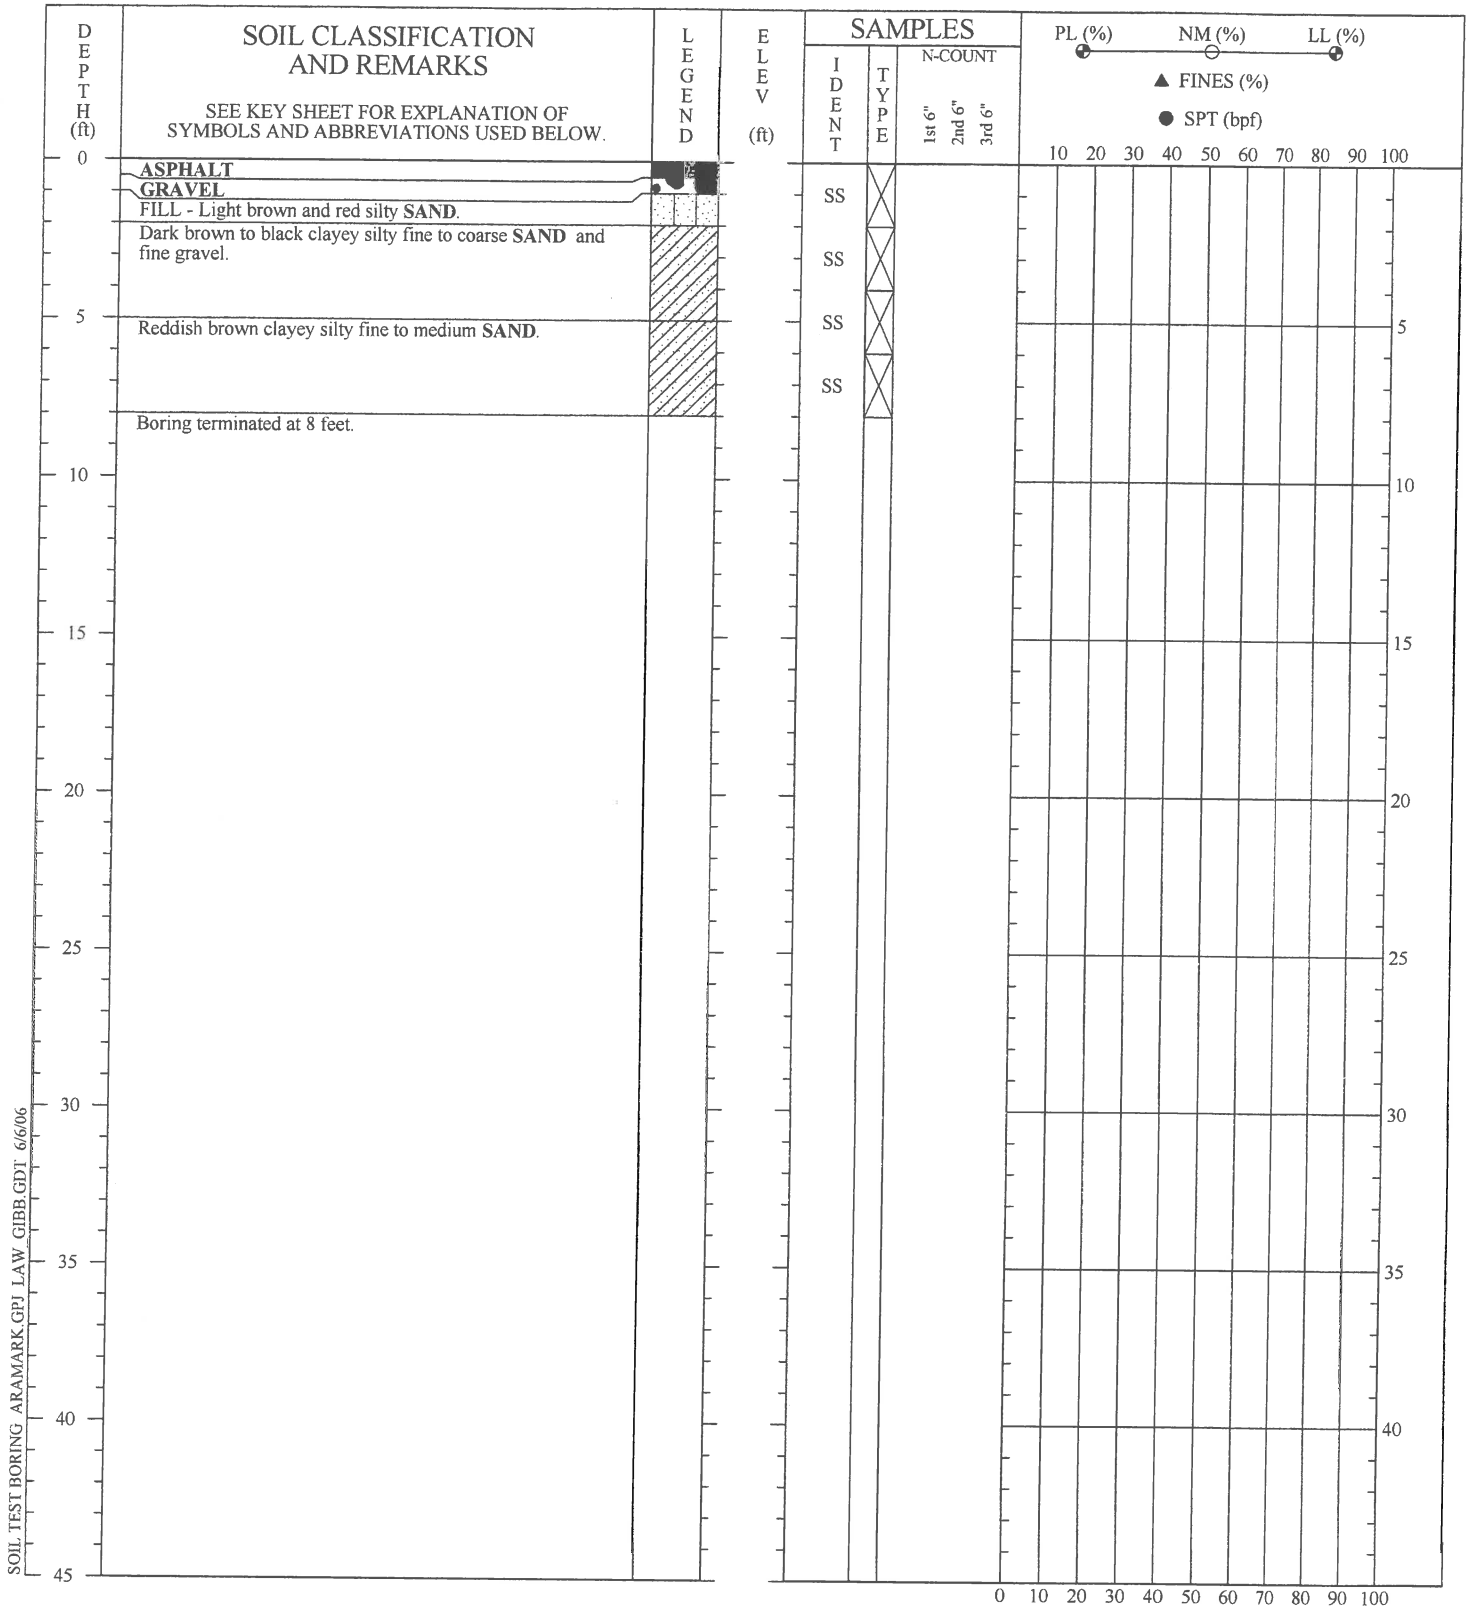 DEPTH (ft)
SOIL CLASSIFICATION
AND REMARKS
SEE KEY SHEET FOR EXPLANATION OF
SYMBOLS AND ABBREVIATIONS USED BELOW.
LEGEND
ELEV (ft)
SAMPLES
IDENT
TYPE
N-COUNT
1st 6"
2nd 6"
3rd 6"
PL (%) NM (%) LL (%)
FINES (%)
SPT (bpf)
10 20 30 40 50 60 70 80 90 100
0
ASPHALT
GRAVEL
FILL - Light brown and red silty SAND.
SS
Dark brown to black clayey silty fine to coarse SAND and
fine gravel.
SS
5
Reddish brown clayey silty fine to medium SAND.
SS
5
SS
Boring terminated at 8 feet.
10
10
15
15
20
20
25
25
30
30
35
35
40
40
45
0 10 20 30 40 50 60 70 80 90 100
SOIL TEST BORING ARAMARK.GPJ LAW_GIBB.GDT 6/6/06